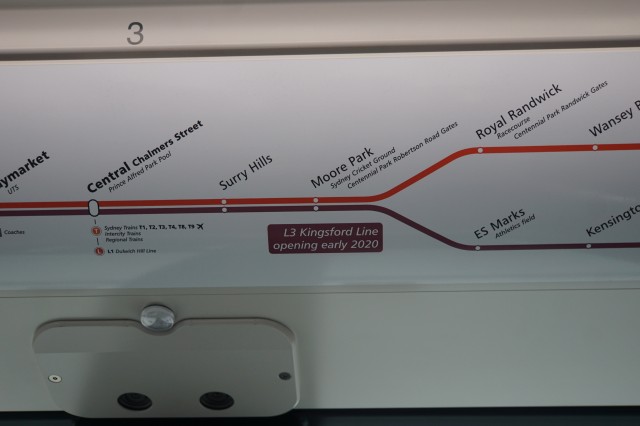 3
UTS
Central Chalmers Street
Prince Alfred Park Pool
Surry Hills
Moore Park
Sydney Cricket Ground
Centennial Park Robertson Road Gates
Royal Randwick
Racecourse
Centennial Park Randwick Gates
Wansey
Coaches
T
Sydney Trains T1, T2, T3, T4, T8, T9
Intercity Trains
Regional Trains
L
L1 Dulwich Hill Line
L3 Kingsford Line
opening early 2020
ES Marks
Athletics field
Kensington